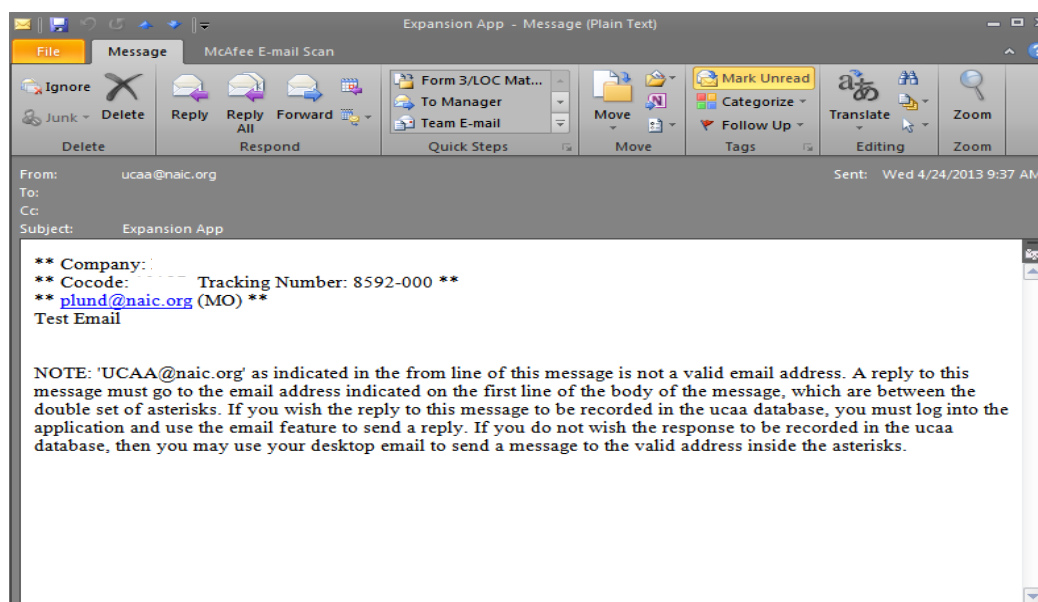 Expansion App - Message (Plain Text)
File Message McAfee E-mail Scan
Ignore
Junk
Delete
Reply
Reply All
Forward
Form 3/LOC Mat...
To Manager
Team E-mail
Move
Mark Unread
Categorize
Follow Up
Translate
Zoom
Delete Respond Quick Steps Move Tags Editing Zoom
From: ucaa@naic.org Sent: Wed 4/24/2013 9:37 AM
To:
Cc:
Subject: Expansion App
** Company:
** Cocode: Tracking Number: 8592-000 **
** plund@naic.org (MO) **
Test Email
NOTE: 'UCAA@naic.org' as indicated in the from line of this message is not a valid email address. A reply to this
message must go to the email address indicated on the first line of the body of the message, which are between the
double set of asterisks. If you wish the reply to this message to be recorded in the ucaa database, you must log into the
application and use the email feature to send a reply. If you do not wish the response to be recorded in the ucaa
database, then you may use your desktop email to send a message to the valid address inside the asterisks.